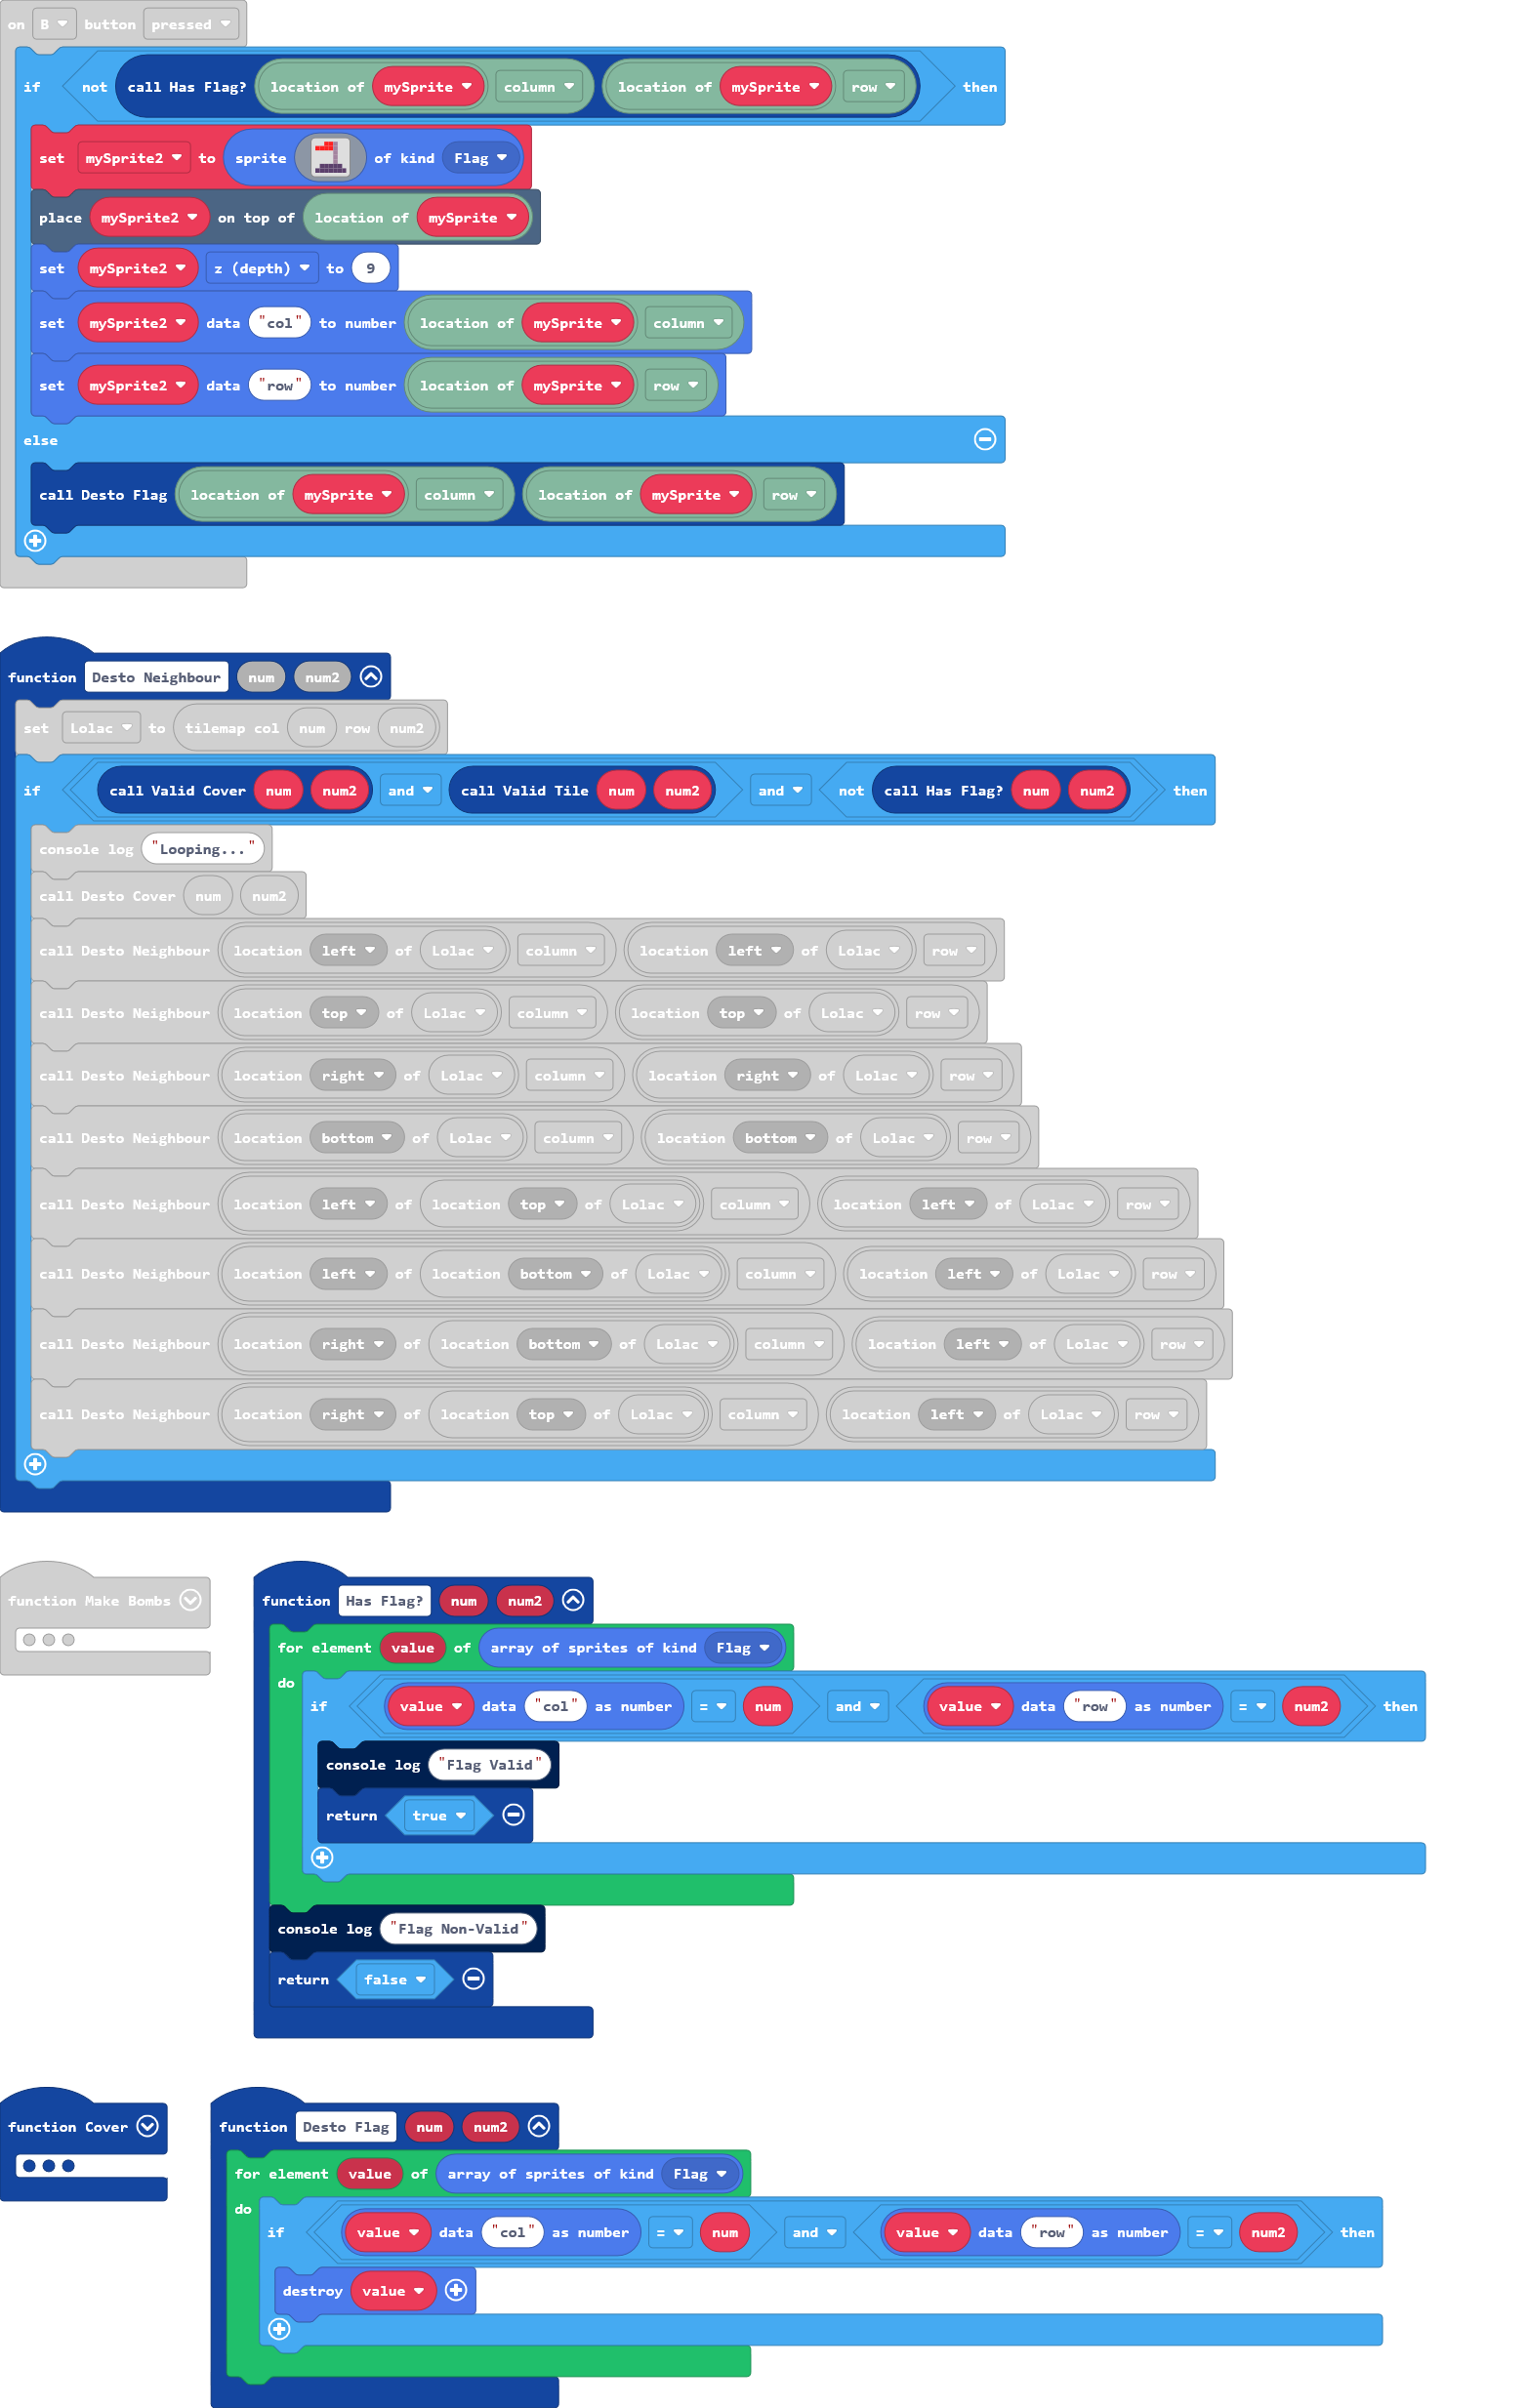 on B button pressed
if not call Has Flag? location of mySprite column location of mySprite row then
set mySprite2 to sprite of kind Flag
place mySprite2 on top of location of mySprite
set mySprite2 z (depth) to 9
set mySprite2 data "col" to number location of mySprite column
set mySprite2 data "row" to number location of mySprite row
else
call Desto Flag location of mySprite column location of mySprite row
function Desto Neighbour num num2
set Lolac to tilemap col num row num2
if call Valid Cover num num2 and call Valid Tile num num2 and not call Has Flag? num num2 then
console log "Looping..."
call Desto Cover num num2
call Desto Neighbour location left of Lolac column location left of Lolac row
call Desto Neighbour location top of Lolac column location top of Lolac row
call Desto Neighbour location right of Lolac column location right of Lolac row
call Desto Neighbour location bottom of Lolac column location bottom of Lolac row
call Desto Neighbour location left of location top of Lolac column location left of Lolac row
call Desto Neighbour location left of location bottom of Lolac column location left of Lolac row
call Desto Neighbour location right of location bottom of Lolac column location left of Lolac row
call Desto Neighbour location right of location top of Lolac column location left of Lolac row
function Make Bombs
function Has Flag? num num2
for element value of array of sprites of kind Flag
do
if value data "col" as number = num and value data "row" as number = num2 then
console log "Flag Valid"
return true
console log "Flag Non-Valid"
return false
function Cover
function Desto Flag num num2
for element value of array of sprites of kind Flag
do
if value data "col" as number = num and value data "row" as number = num2 then
destroy value